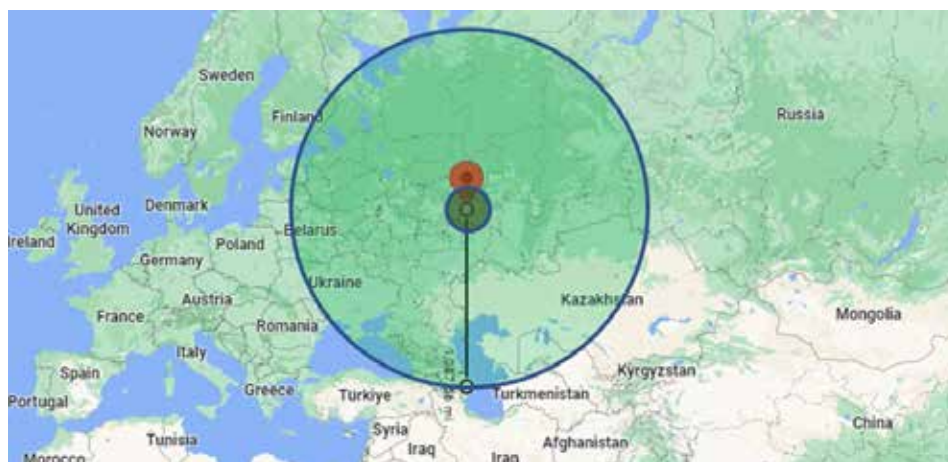 Sweden
Finland
Norway
Russia
United
Kingdom
Denmark
Ireland
Belarus
Poland
Germany
Ukraine
Austria
Kazakhstan
France
Romania
Mongolia
Italy
Spain
Kyrgyzstan
Portugal
Greece
Türkiye
Turkmenistan
Syria
Iraq
Afghanistan
China
Tunisia
Iran
Morocco